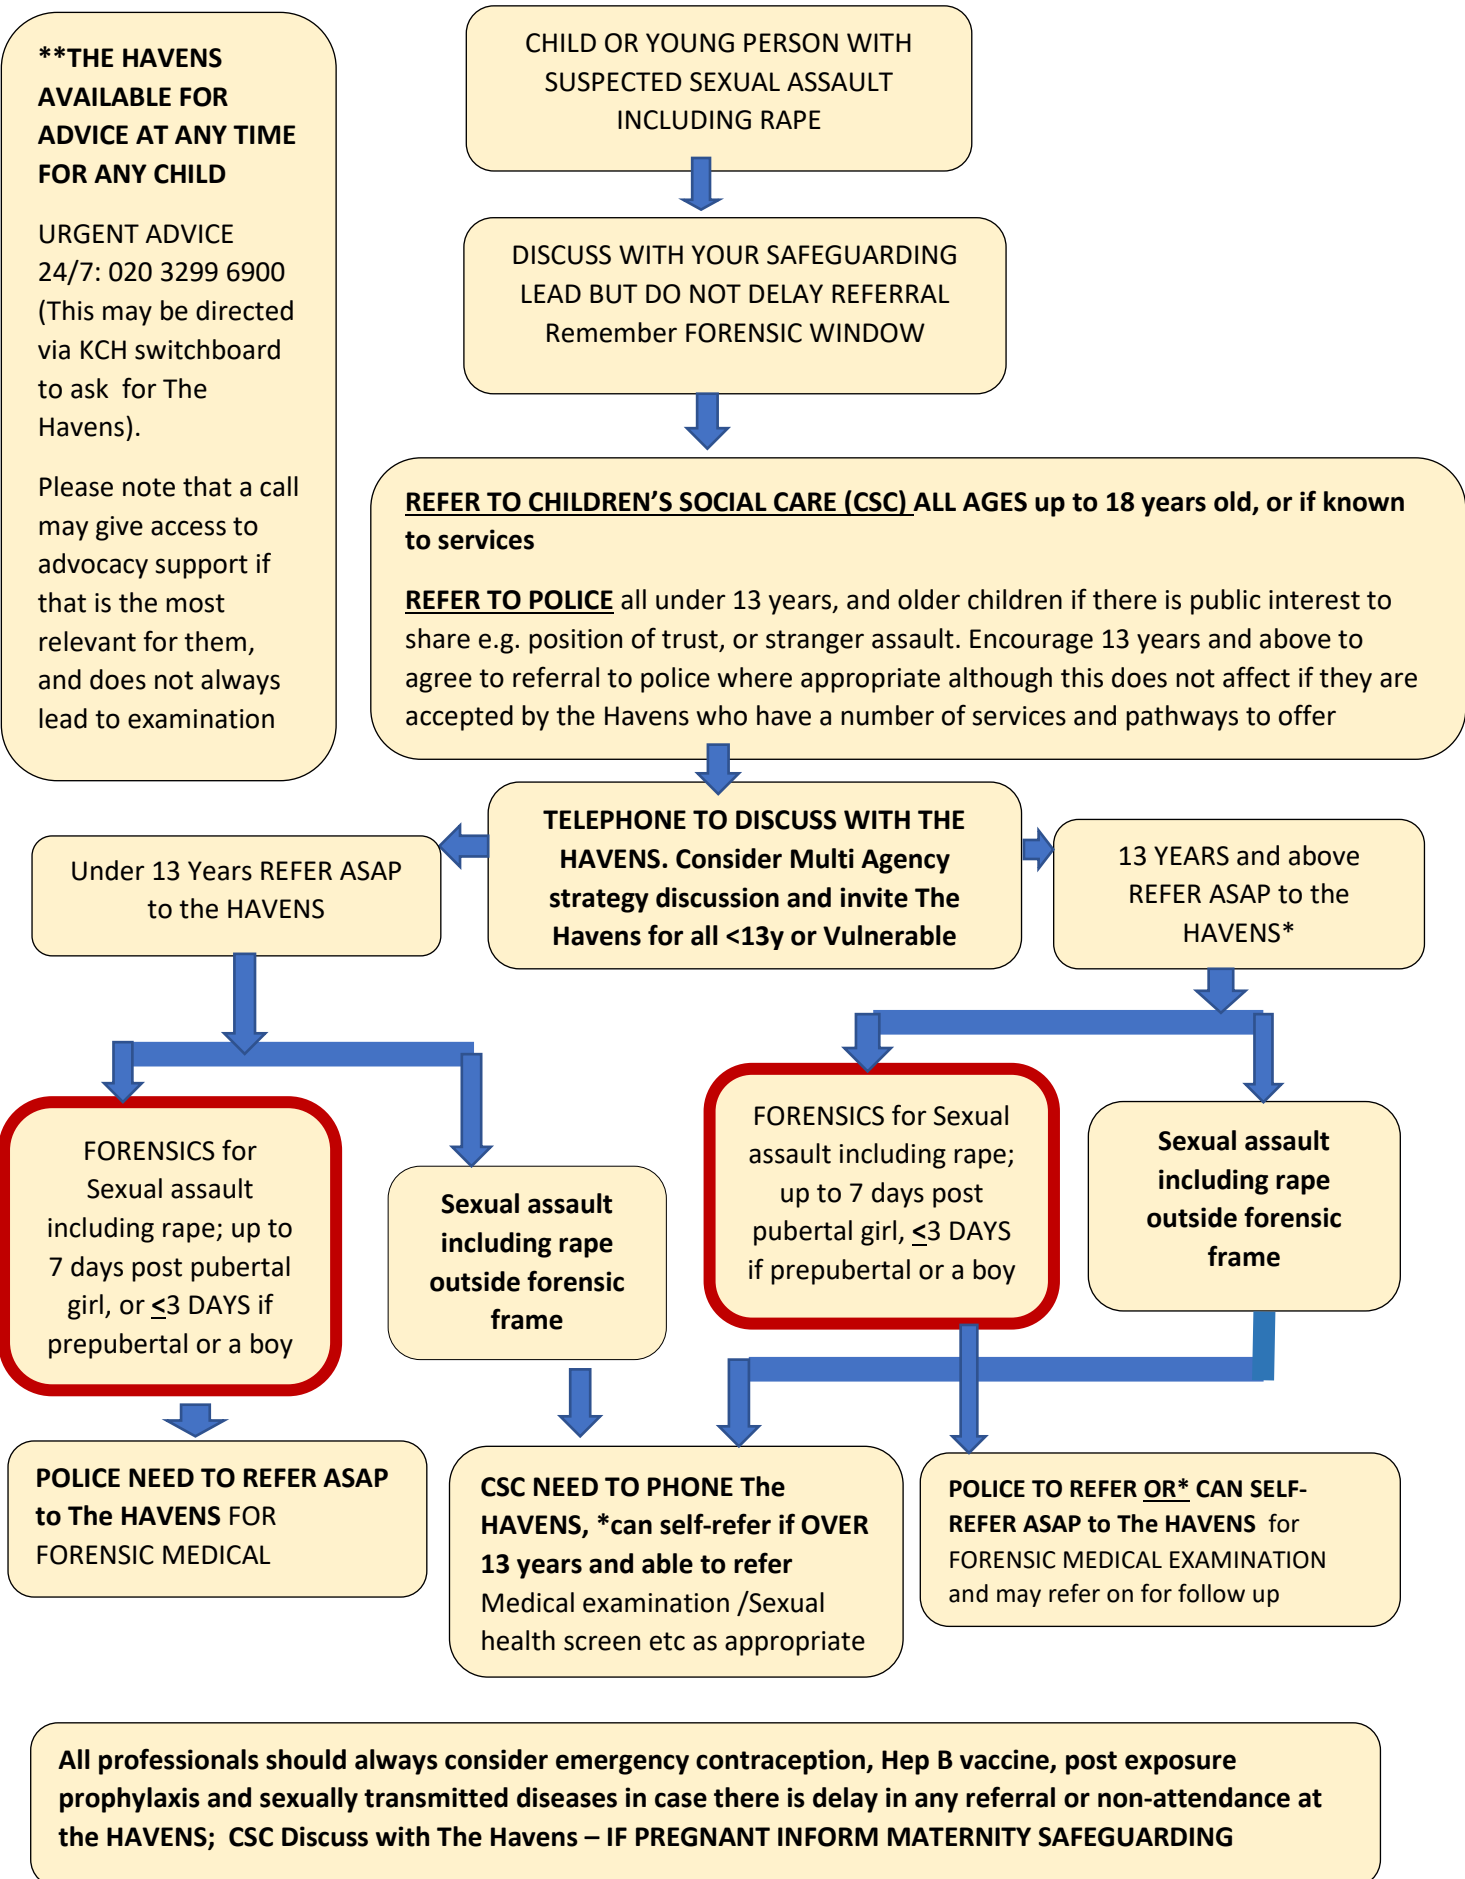 **THE HAVENS
AVAILABLE FOR
ADVICE AT ANY TIME
FOR ANY CHILD
URGENT ADVICE
24/7: 020 3299 6900
(This may be directed
via KCH switchboard
to ask for The
Havens).
Please note that a call
may give access to
advocacy support if
that is the most
relevant for them,
and does not always
lead to examination
CHILD OR YOUNG PERSON WITH
SUSPECTED SEXUAL ASSAULT
INCLUDING RAPE
DISCUSS WITH YOUR SAFEGUARDING
LEAD BUT DO NOT DELAY REFERRAL
Remember FORENSIC WINDOW
REFER TO CHILDREN’S SOCIAL CARE (CSC) ALL AGES up to 18 years old, or if known
to services
REFER TO POLICE all under 13 years, and older children if there is public interest to
share e.g. position of trust, or stranger assault. Encourage 13 years and above to
agree to referral to police where appropriate although this does not affect if they are
accepted by the Havens who have a number of services and pathways to offer
TELEPHONE TO DISCUSS WITH THE
HAVENS. Consider Multi Agency
strategy discussion and invite The
Havens for all <13y or Vulnerable
Under 13 Years REFER ASAP
to the HAVENS
13 YEARS and above
REFER ASAP to the
HAVENS*
FORENSICS for
Sexual assault
including rape; up to
7 days post pubertal
girl, or <3 DAYS if
prepubertal or a boy
Sexual assault
including rape
outside forensic
frame
FORENSICS for Sexual
assault including rape;
up to 7 days post
pubertal girl, <3 DAYS
if prepubertal or a boy
Sexual assault
including rape
outside forensic
frame
POLICE NEED TO REFER ASAP
to The HAVENS FOR
FORENSIC MEDICAL
CSC NEED TO PHONE The
HAVENS, *can self-refer if OVER
13 years and able to refer
Medical examination /Sexual
health screen etc as appropriate
POLICE TO REFER OR* CAN SELF-
REFER ASAP to The HAVENS for
FORENSIC MEDICAL EXAMINATION
and may refer on for follow up
All professionals should always consider emergency contraception, Hep B vaccine, post exposure
prophylaxis and sexually transmitted diseases in case there is delay in any referral or non-attendance at
the HAVENS; CSC Discuss with The Havens – IF PREGNANT INFORM MATERNITY SAFEGUARDING